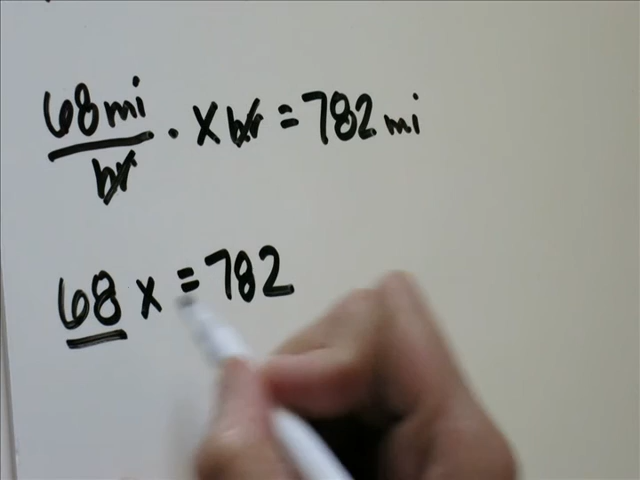 68 mi
hr · x hr = 782 mi
68 x = 782